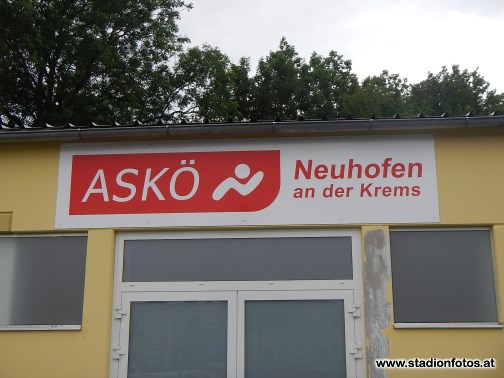 ASKÖ
Neuhofen
an der Krems
www.stadionfotos.at